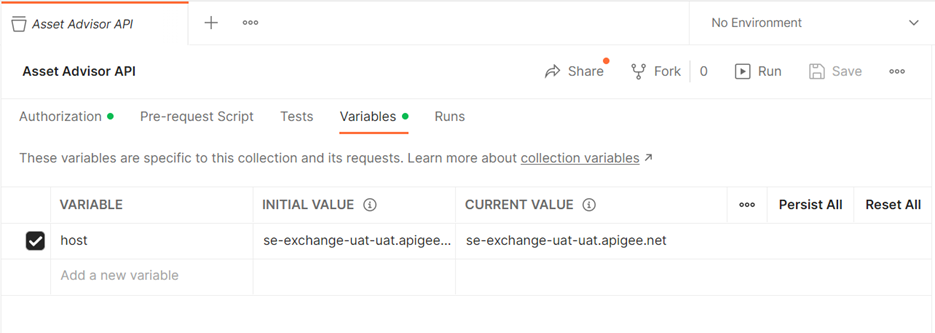 Asset Advisor API
No Environment
Asset Advisor API
Share Fork 0 Run Save
Authorization Pre-request Script Tests Variables Runs
These variables are specific to this collection and its requests. Learn more about collection variables ↗
VARIABLE INITIAL VALUE CURRENT VALUE Persist All Reset All
host se-exchange-uat-uat.apigee... se-exchange-uat-uat.apigee.net
Add a new variable